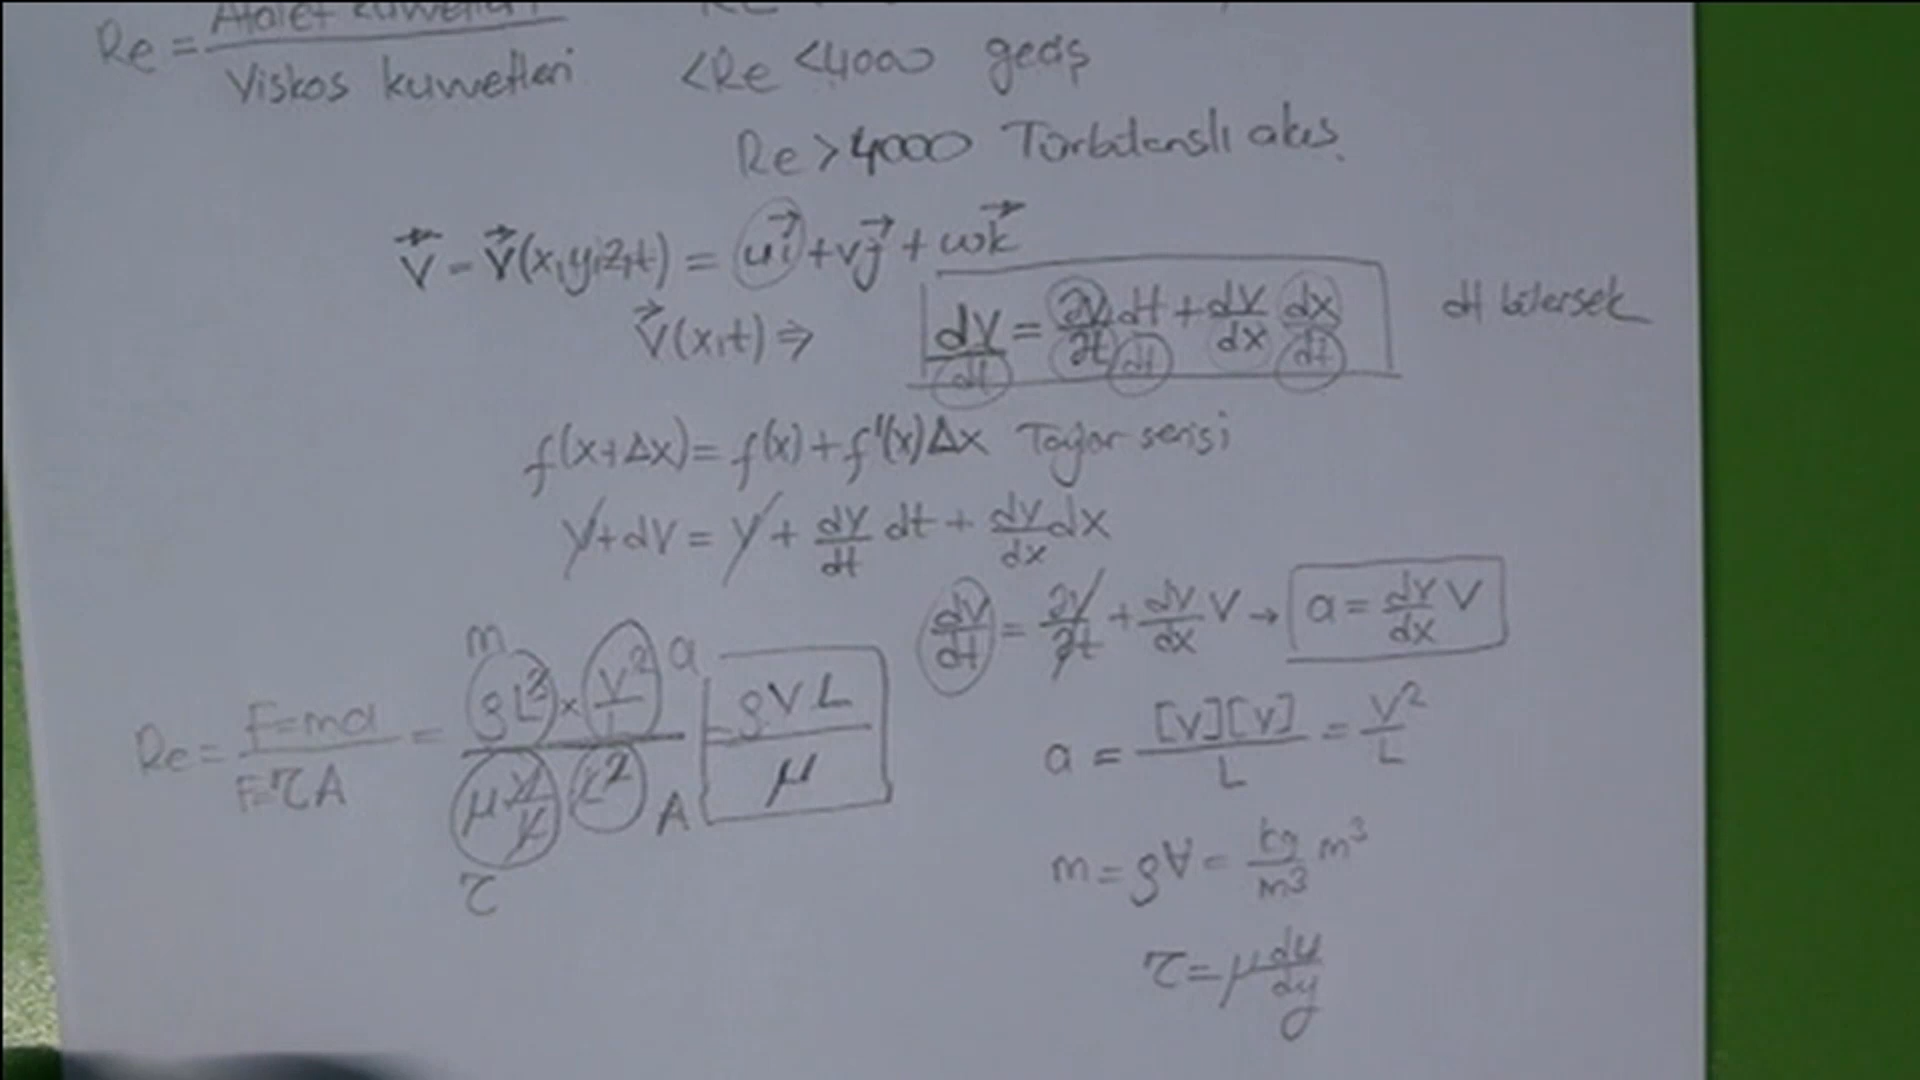 Re = Atalet kuvvetleri / Viskos kuvvetleri
<Re <4000 geçiş
Re >4000 Türbülanslı akış.
V⃗ = V⃗(x,y,z,t) = ui⃗ + vj⃗ + wk⃗
V⃗(x,t) ⇒ dV/dt = ∂V/∂t dt/dt + dV/dx dx/dt dt bölersek
f(x+Δx) = f(x) + f'(x)Δx Taylor serisi
V+dV = V + dV/dt dt + dV/dx dx
dV/dt = ∂V/∂t + dV/dx V → a = dV/dx V
Re = F=ma / F=τA = m ρL³ × V²/L a / μ V/L L² A τ = ρVL / μ
a = [V][V] / L = V²/L
m = ρV = kg/m³ m³
τ = μ du/dy